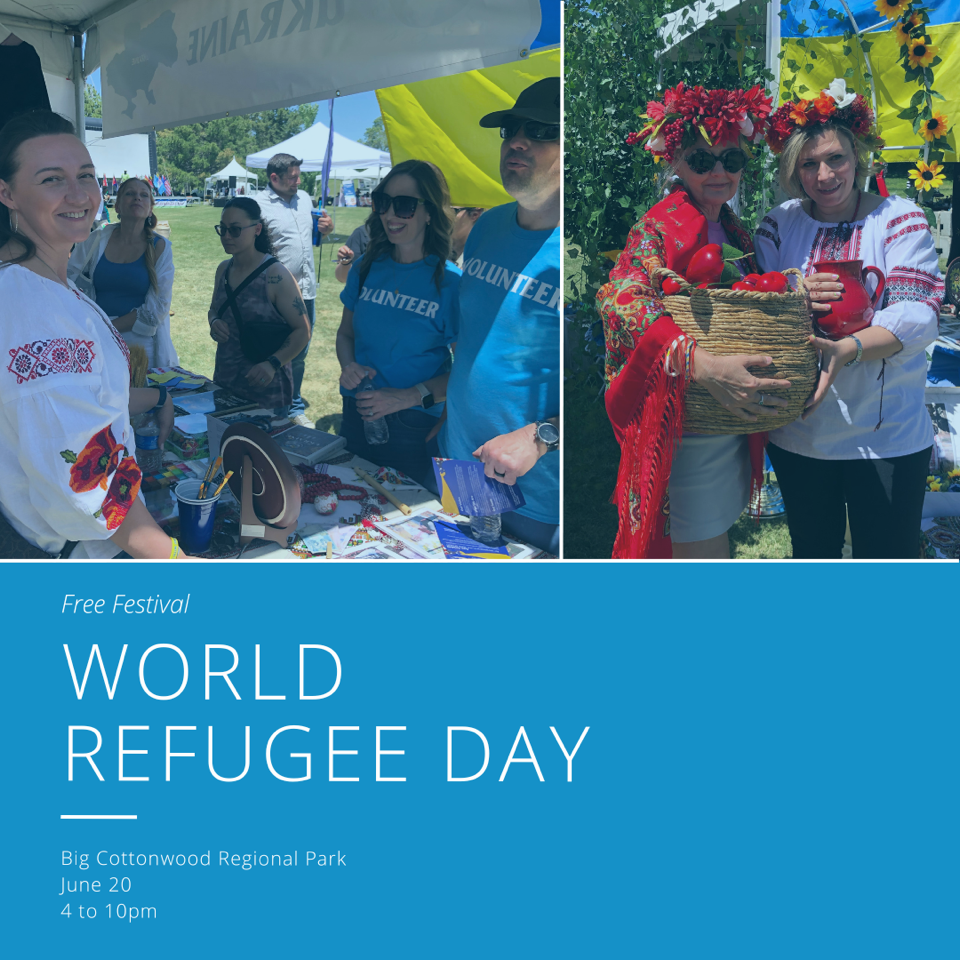 UKRAINE
VOLUNTEER
VOLUNTEER
Free Festival
WORLD
REFUGEE DAY
Big Cottonwood Regional Park
June 20
4 to 10pm